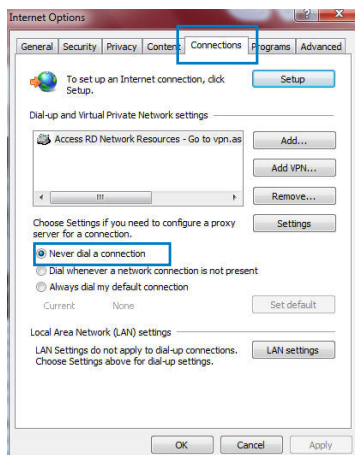 Internet Options
General Security Privacy Content Connections Programs Advanced
To set up an Internet connection, click
Setup.
Setup
Dial-up and Virtual Private Network settings
Access RD Network Resources - Go to vpn.as
Add...
Add VPN...
Remove...
Choose Settings if you need to configure a proxy
server for a connection.
Settings
Never dial a connection
Dial whenever a network connection is not present
Always dial my default connection
Current None
Set default
Local Area Network (LAN) settings
LAN Settings do not apply to dial-up connections.
Choose Settings above for dial-up settings.
LAN settings
OK Cancel Apply